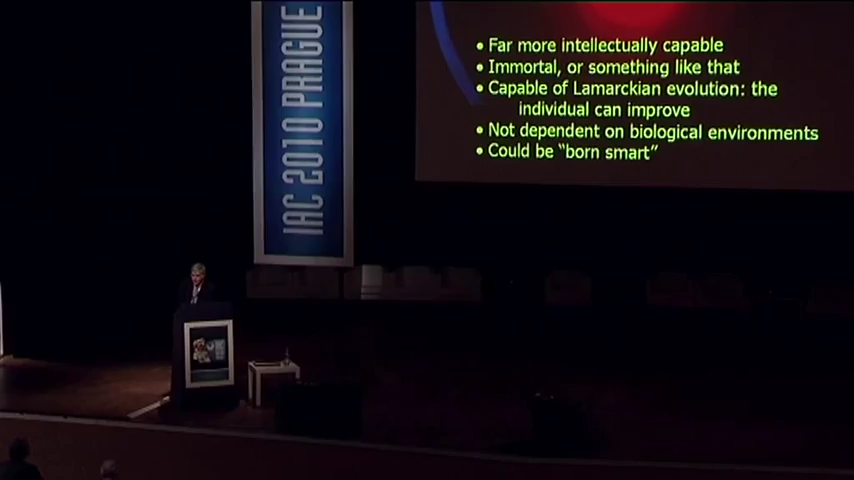 • Far more intellectually capable
• Immortal, or something like that
• Capable of Lamarckian evolution: the
individual can improve
• Not dependent on biological environments
• Could be “born smart”
IAC 2010 PRAGUE